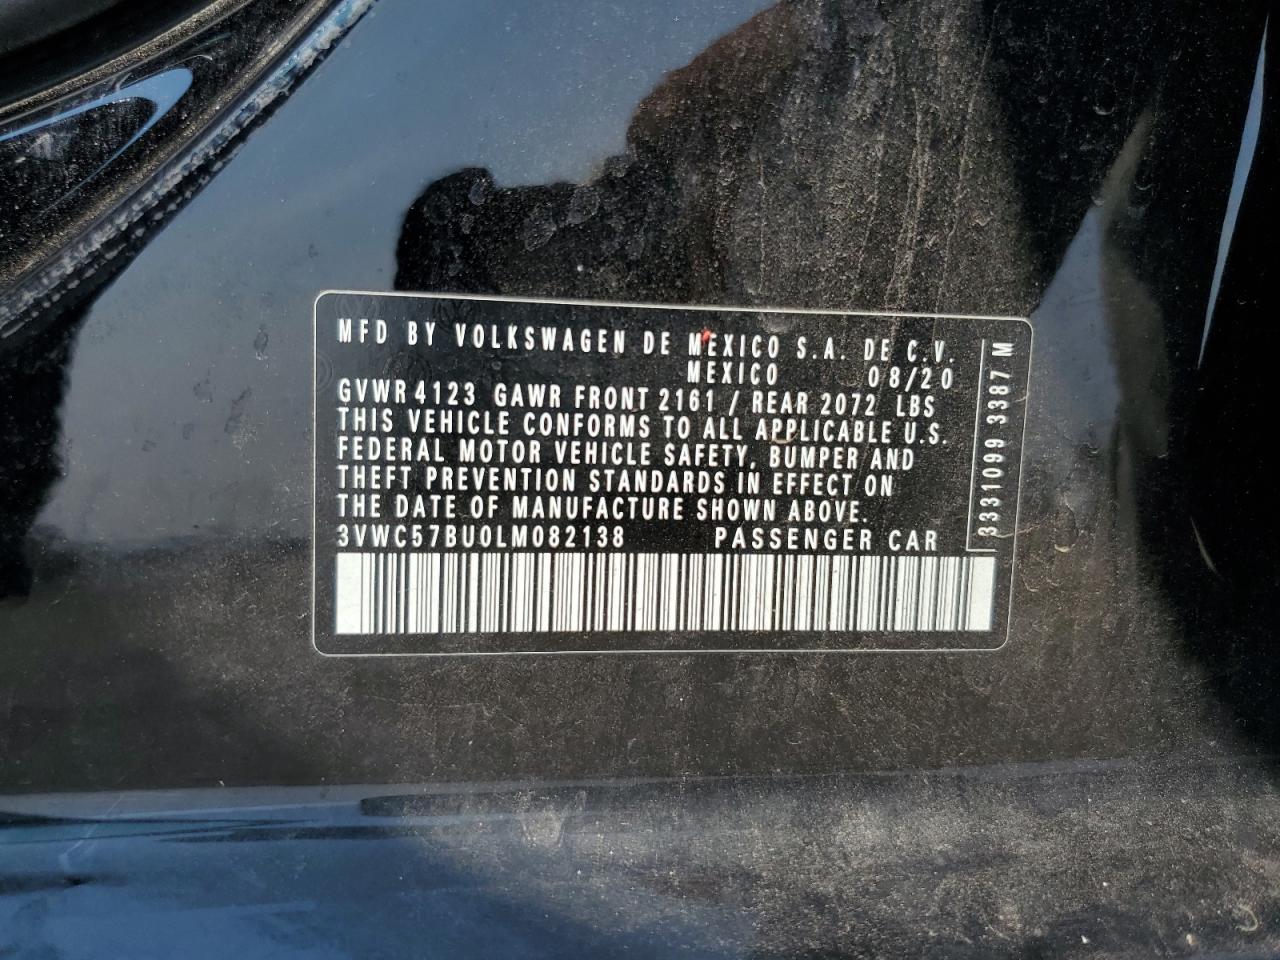 MFD BY VOLKSWAGEN DE MEXICO S.A. DE C.V.
MEXICO 08/20
GVWR 4123 GAWR FRONT 2161 / REAR 2072 LBS
THIS VEHICLE CONFORMS TO ALL APPLICABLE U.S.
FEDERAL MOTOR VEHICLE SAFETY, BUMPER AND
THEFT PREVENTION STANDARDS IN EFFECT ON
THE DATE OF MANUFACTURE SHOWN ABOVE.
3VWC57BU0LM082138 PASSENGER CAR
3331099 3387 M